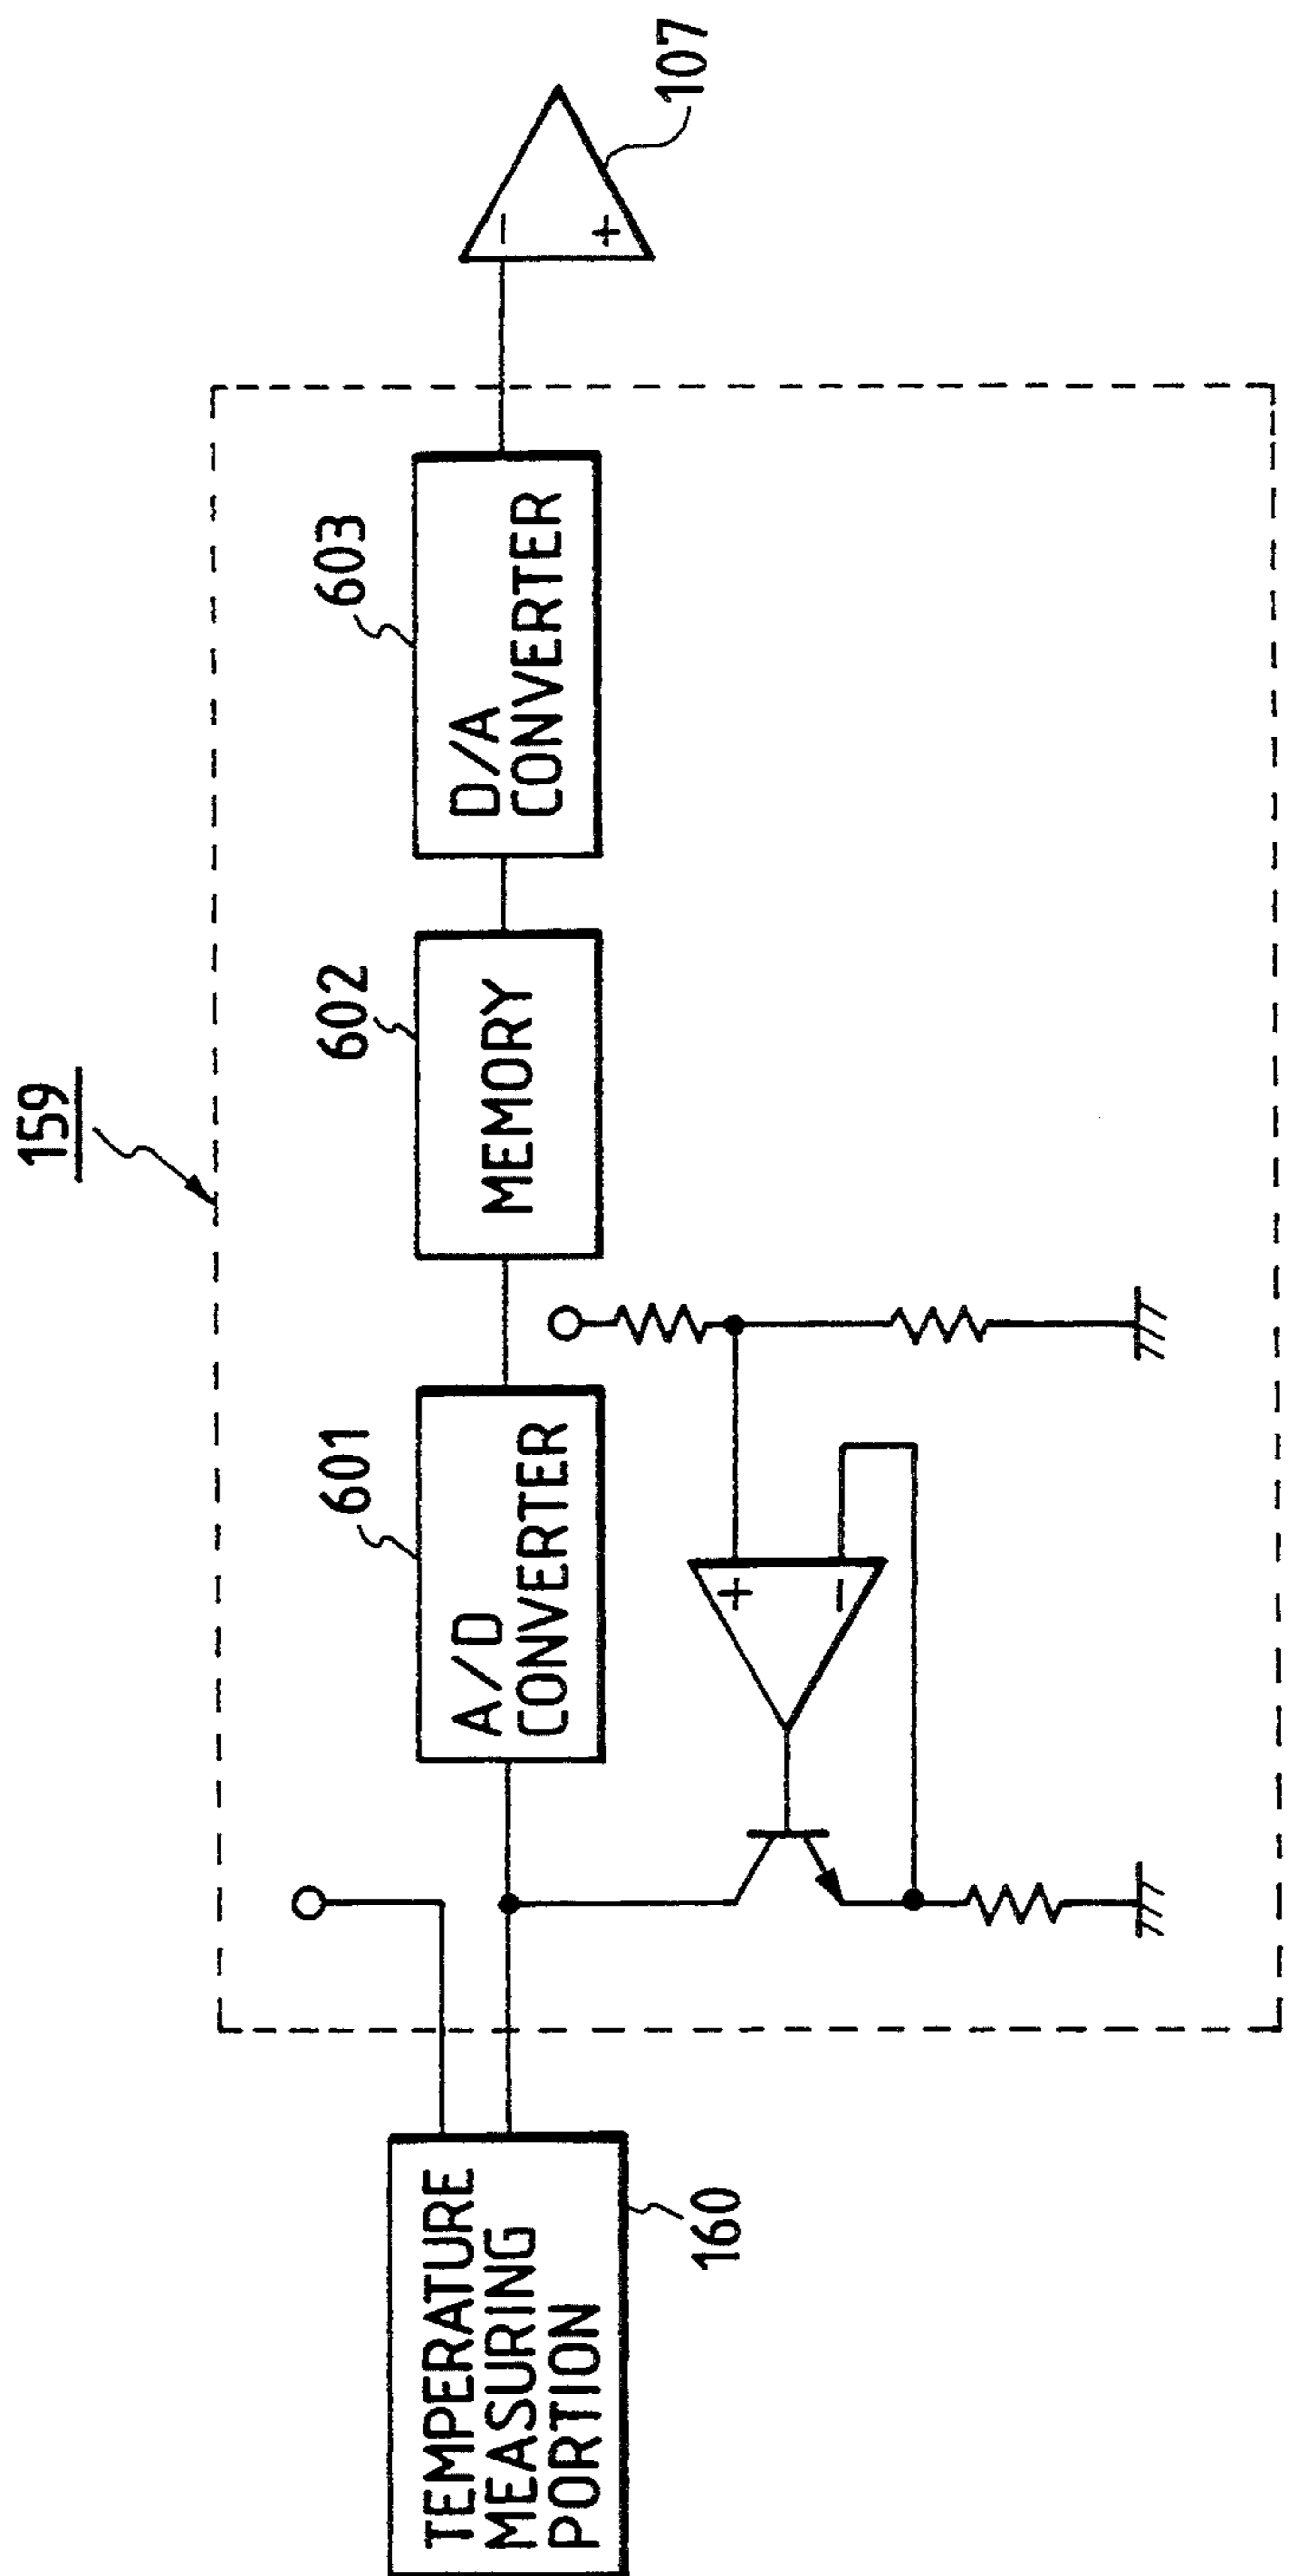 159
TEMPERATURE
MEASURING
PORTION
160
601
A/D
CONVERTER
602
MEMORY
603
D/A
CONVERTER
+
−
−
+
107